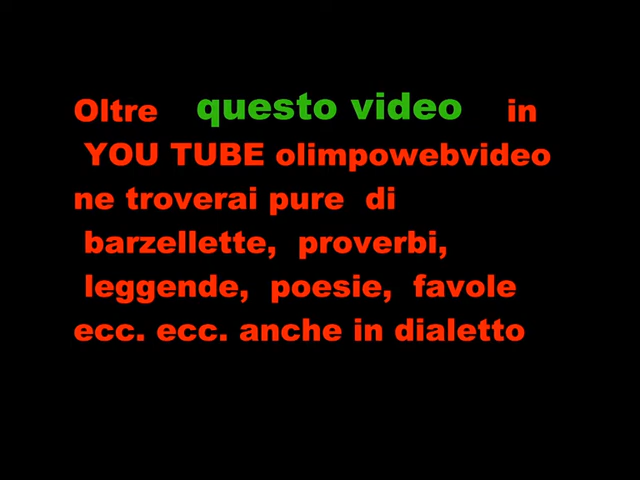 Oltre questo video in
YOU TUBE olimpowebvideo
ne troverai pure di
barzellette, proverbi,
leggende, poesie, favole
ecc. ecc. anche in dialetto